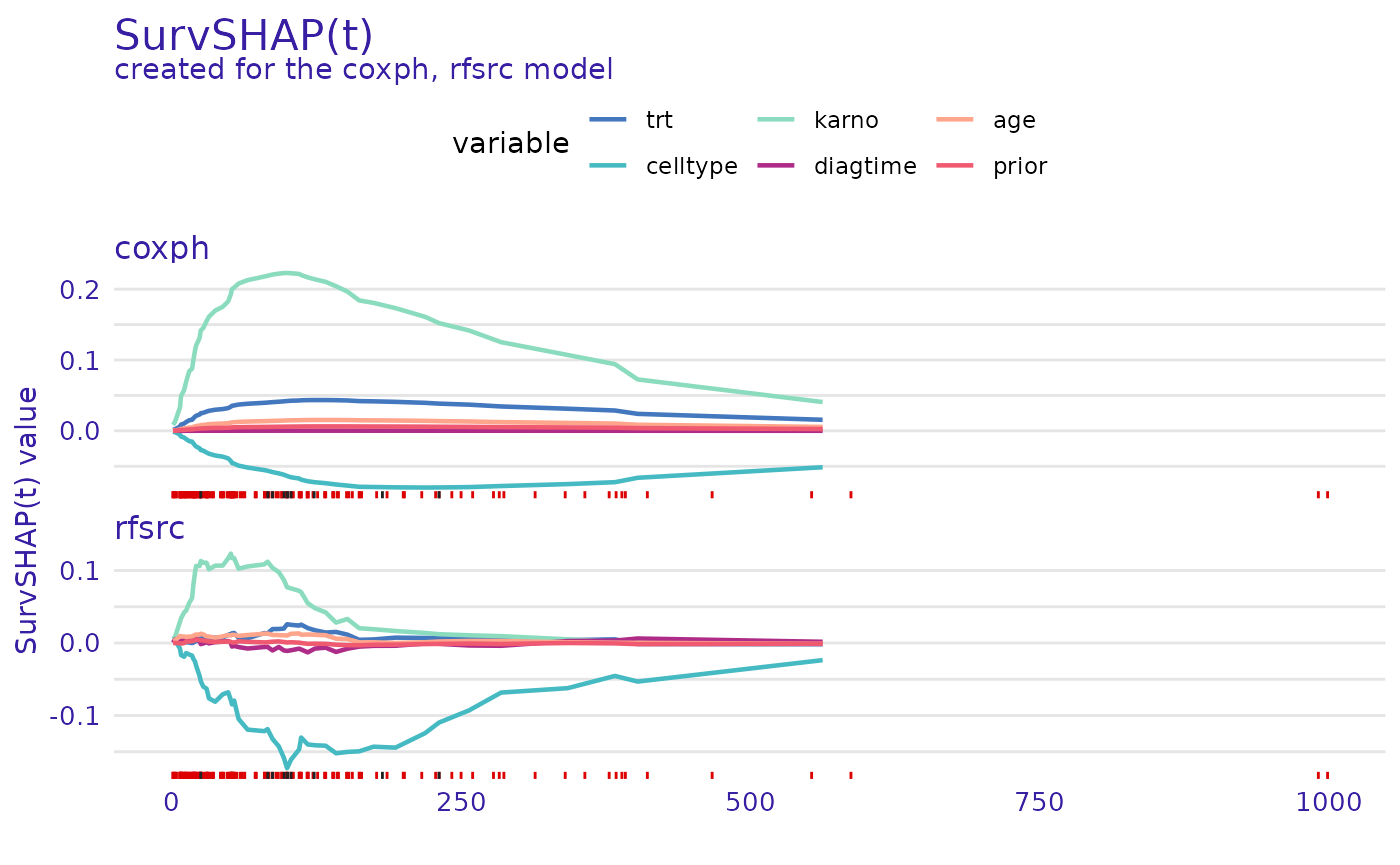 SurvSHAP(t)
created for the coxph, rfsrc model
variable
trt
karno
age
celltype
diagtime
prior
SurvSHAP(t) value
coxph
0.2
0.1
0.0
rfsrc
0.1
0.0
-0.1
0
250
500
750
1000